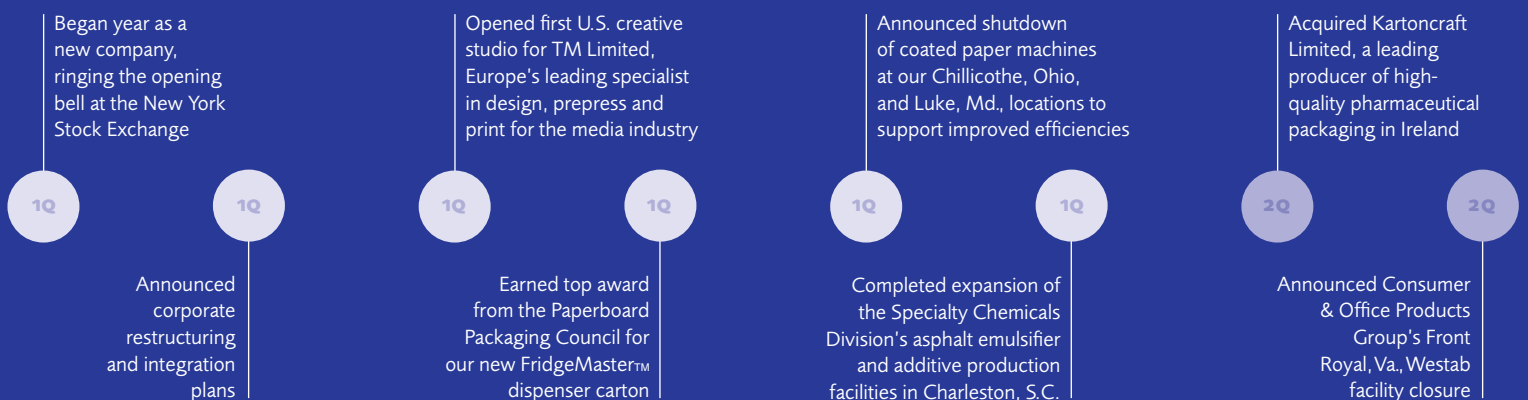 Began year as a
new company,
ringing the opening
bell at the New York
Stock Exchange
1Q
1Q
Announced
corporate
restructuring
and integration
plans
Opened first U.S. creative
studio for TM Limited,
Europe's leading specialist
in design, prepress and
print for the media industry
1Q
1Q
Earned top award
from the Paperboard
Packaging Council for
our new FridgeMaster™
dispenser carton
Announced shutdown
of coated paper machines
at our Chillicothe, Ohio,
and Luke, Md., locations to
support improved efficiencies
1Q
1Q
Completed expansion of
the Specialty Chemicals
Division's asphalt emulsifier
and additive production
facilities in Charleston, S.C.
Acquired Kartoncraft
Limited, a leading
producer of high-
quality pharmaceutical
packaging in Ireland
2Q
2Q
Announced Consumer
& Office Products
Group's Front
Royal, Va., Westab
facility closure